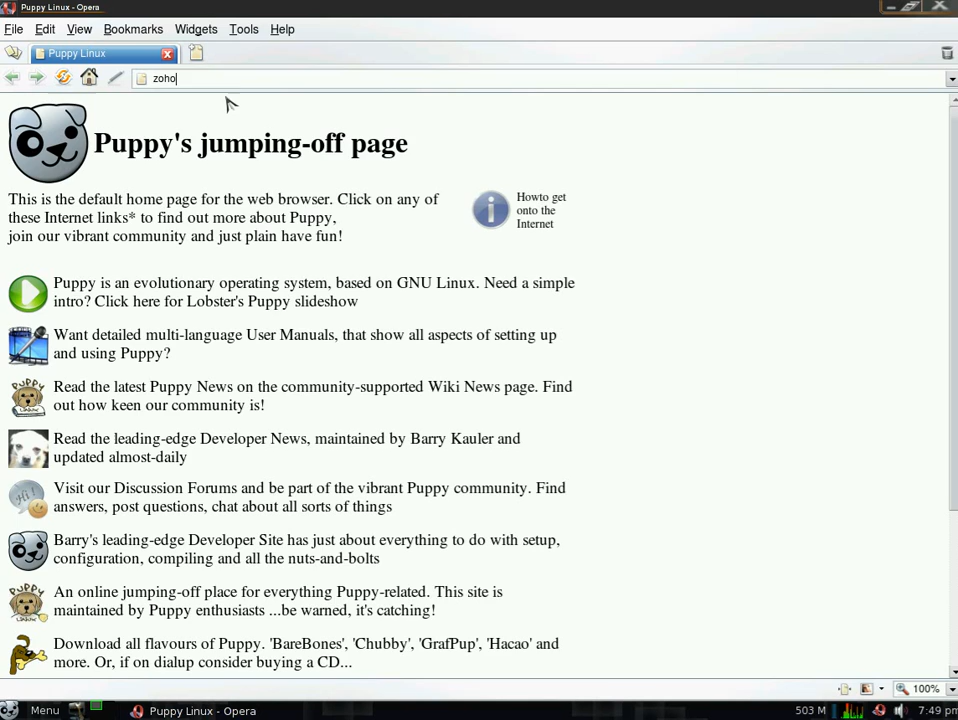 Puppy Linux - Opera
File Edit View Bookmarks Widgets Tools Help
Puppy Linux
zoho
Puppy's jumping-off page
This is the default home page for the web browser. Click on any of
these Internet links* to find out more about Puppy,
join our vibrant community and just plain have fun!
Howto get
onto the
Internet
Puppy is an evolutionary operating system, based on GNU Linux. Need a simple
intro? Click here for Lobster's Puppy slideshow
Want detailed multi-language User Manuals, that show all aspects of setting up
and using Puppy?
Read the latest Puppy News on the community-supported Wiki News page. Find
out how keen our community is!
Read the leading-edge Developer News, maintained by Barry Kauler and
updated almost-daily
Hi!
Visit our Discussion Forums and be part of the vibrant Puppy community. Find
answers, post questions, chat about all sorts of things
Barry's leading-edge Developer Site has just about everything to do with setup,
configuration, compiling and all the nuts-and-bolts
An online jumping-off place for everything Puppy-related. This site is
maintained by Puppy enthusiasts ...be warned, it's catching!
Download all flavours of Puppy. 'BareBones', 'Chubby', 'GrafPup', 'Hacao' and
more. Or, if on dialup consider buying a CD...
100%
Menu
Puppy Linux - Opera
503 M
7:49 pm